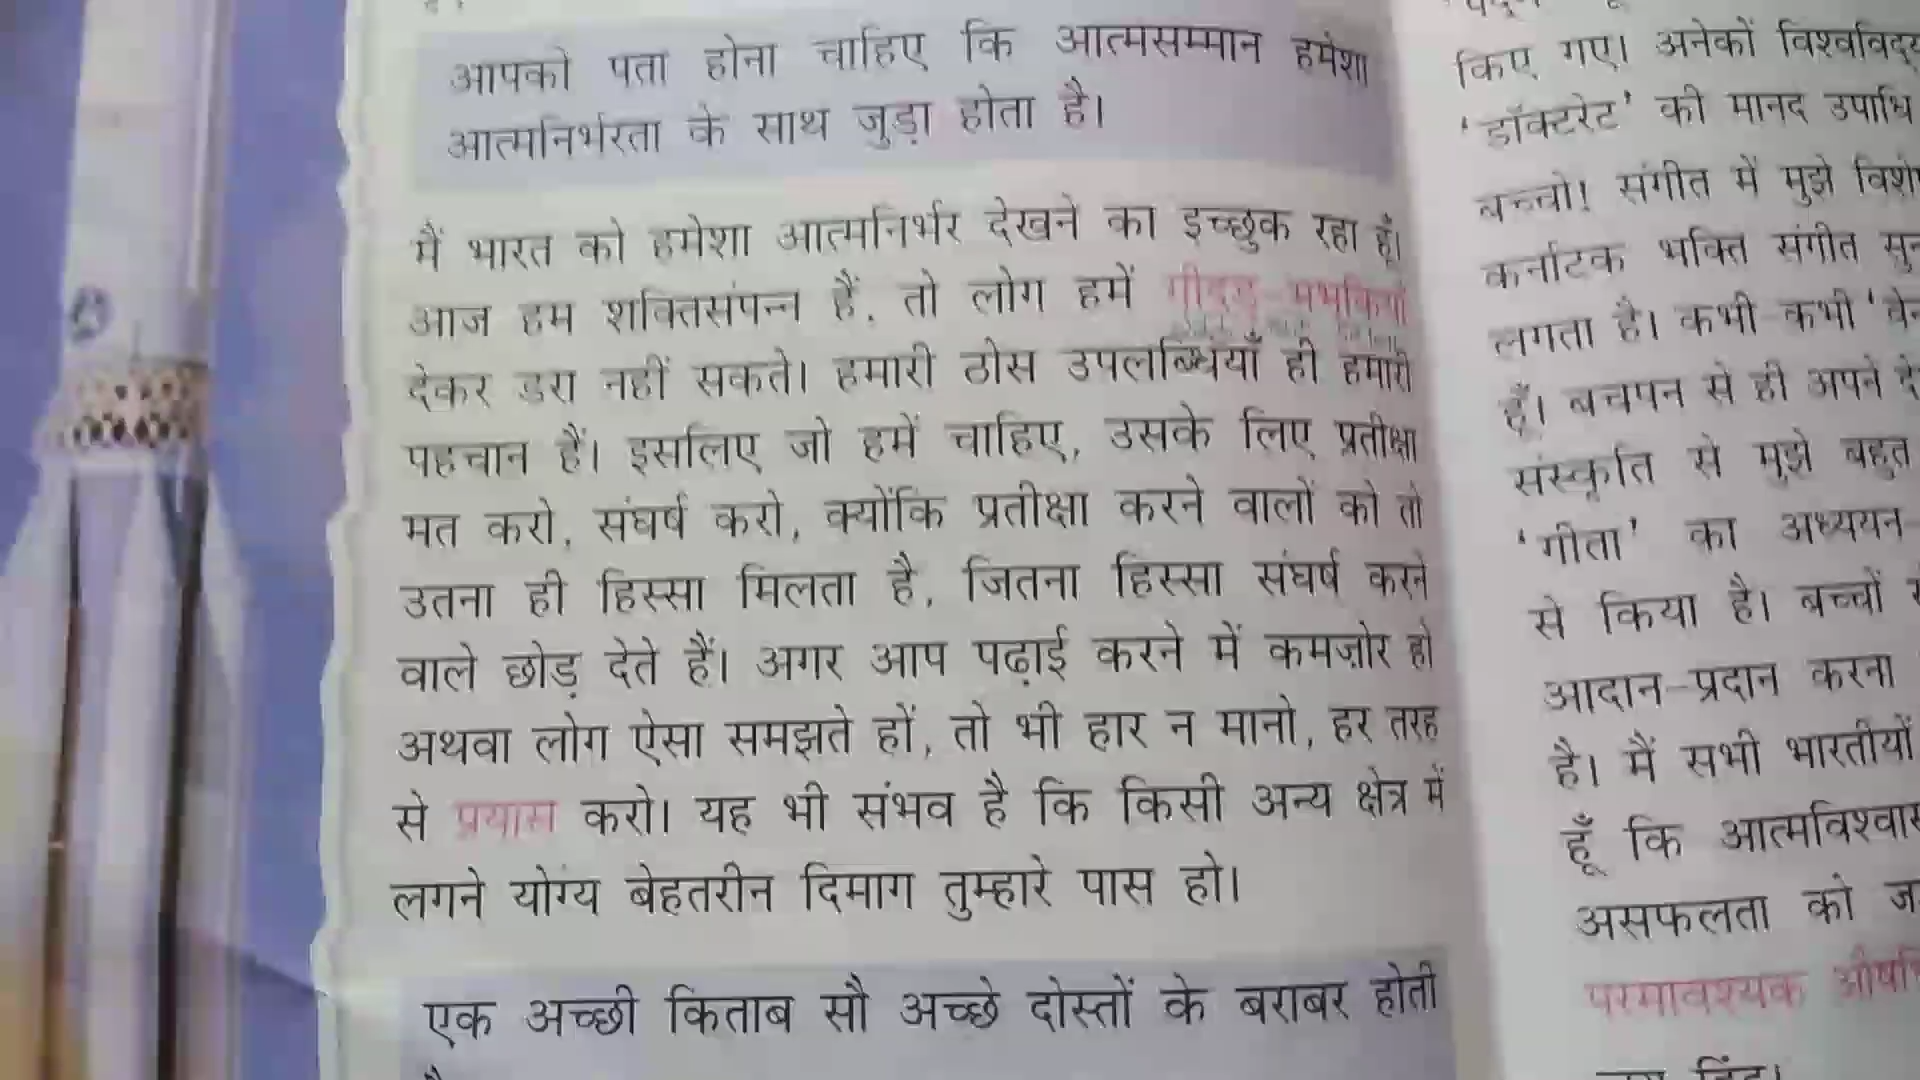 आपको पता होना चाहिए कि आत्मसम्मान हमेशा
आत्मनिर्भरता के साथ जुड़ा होता है।
मैं भारत को हमेशा आत्मनिर्भर देखने का इच्छुक रहा हूँ।
आज हम शक्तिसंपन्न हैं, तो लोग हमें गीदड़-भभकियाँ
देकर डरा नहीं सकते। हमारी ठोस उपलब्धियाँ ही हमारी
पहचान हैं। इसलिए जो हमें चाहिए, उसके लिए प्रतीक्षा
मत करो, संघर्ष करो, क्योंकि प्रतीक्षा करने वालों को तो
उतना ही हिस्सा मिलता है, जितना हिस्सा संघर्ष करने
वाले छोड़ देते हैं। अगर आप पढ़ाई करने में कमज़ोर हो
अथवा लोग ऐसा समझते हों, तो भी हार न मानो, हर तरह
से प्रयास करो। यह भी संभव है कि किसी अन्य क्षेत्र में
लगने योग्य बेहतरीन दिमाग तुम्हारे पास हो।
एक अच्छी किताब सौ अच्छे दोस्तों के बराबर होती
किए गए। अनेकों
'डॉक्टरेट' की मानद उपाधि
बच्चो! संगीत में मुझे
कर्नाटक भक्ति संगीत
लगता है। कभी-कभी
हूँ। बचपन से ही अपने
संस्कृति से मुझे बहुत
'गीता' का अध्ययन-
से किया है। बच्चों
आदान-प्रदान करना
है। मैं सभी भारतीयों
हूँ कि
असफलता को
परमावश्यक
हिंद।